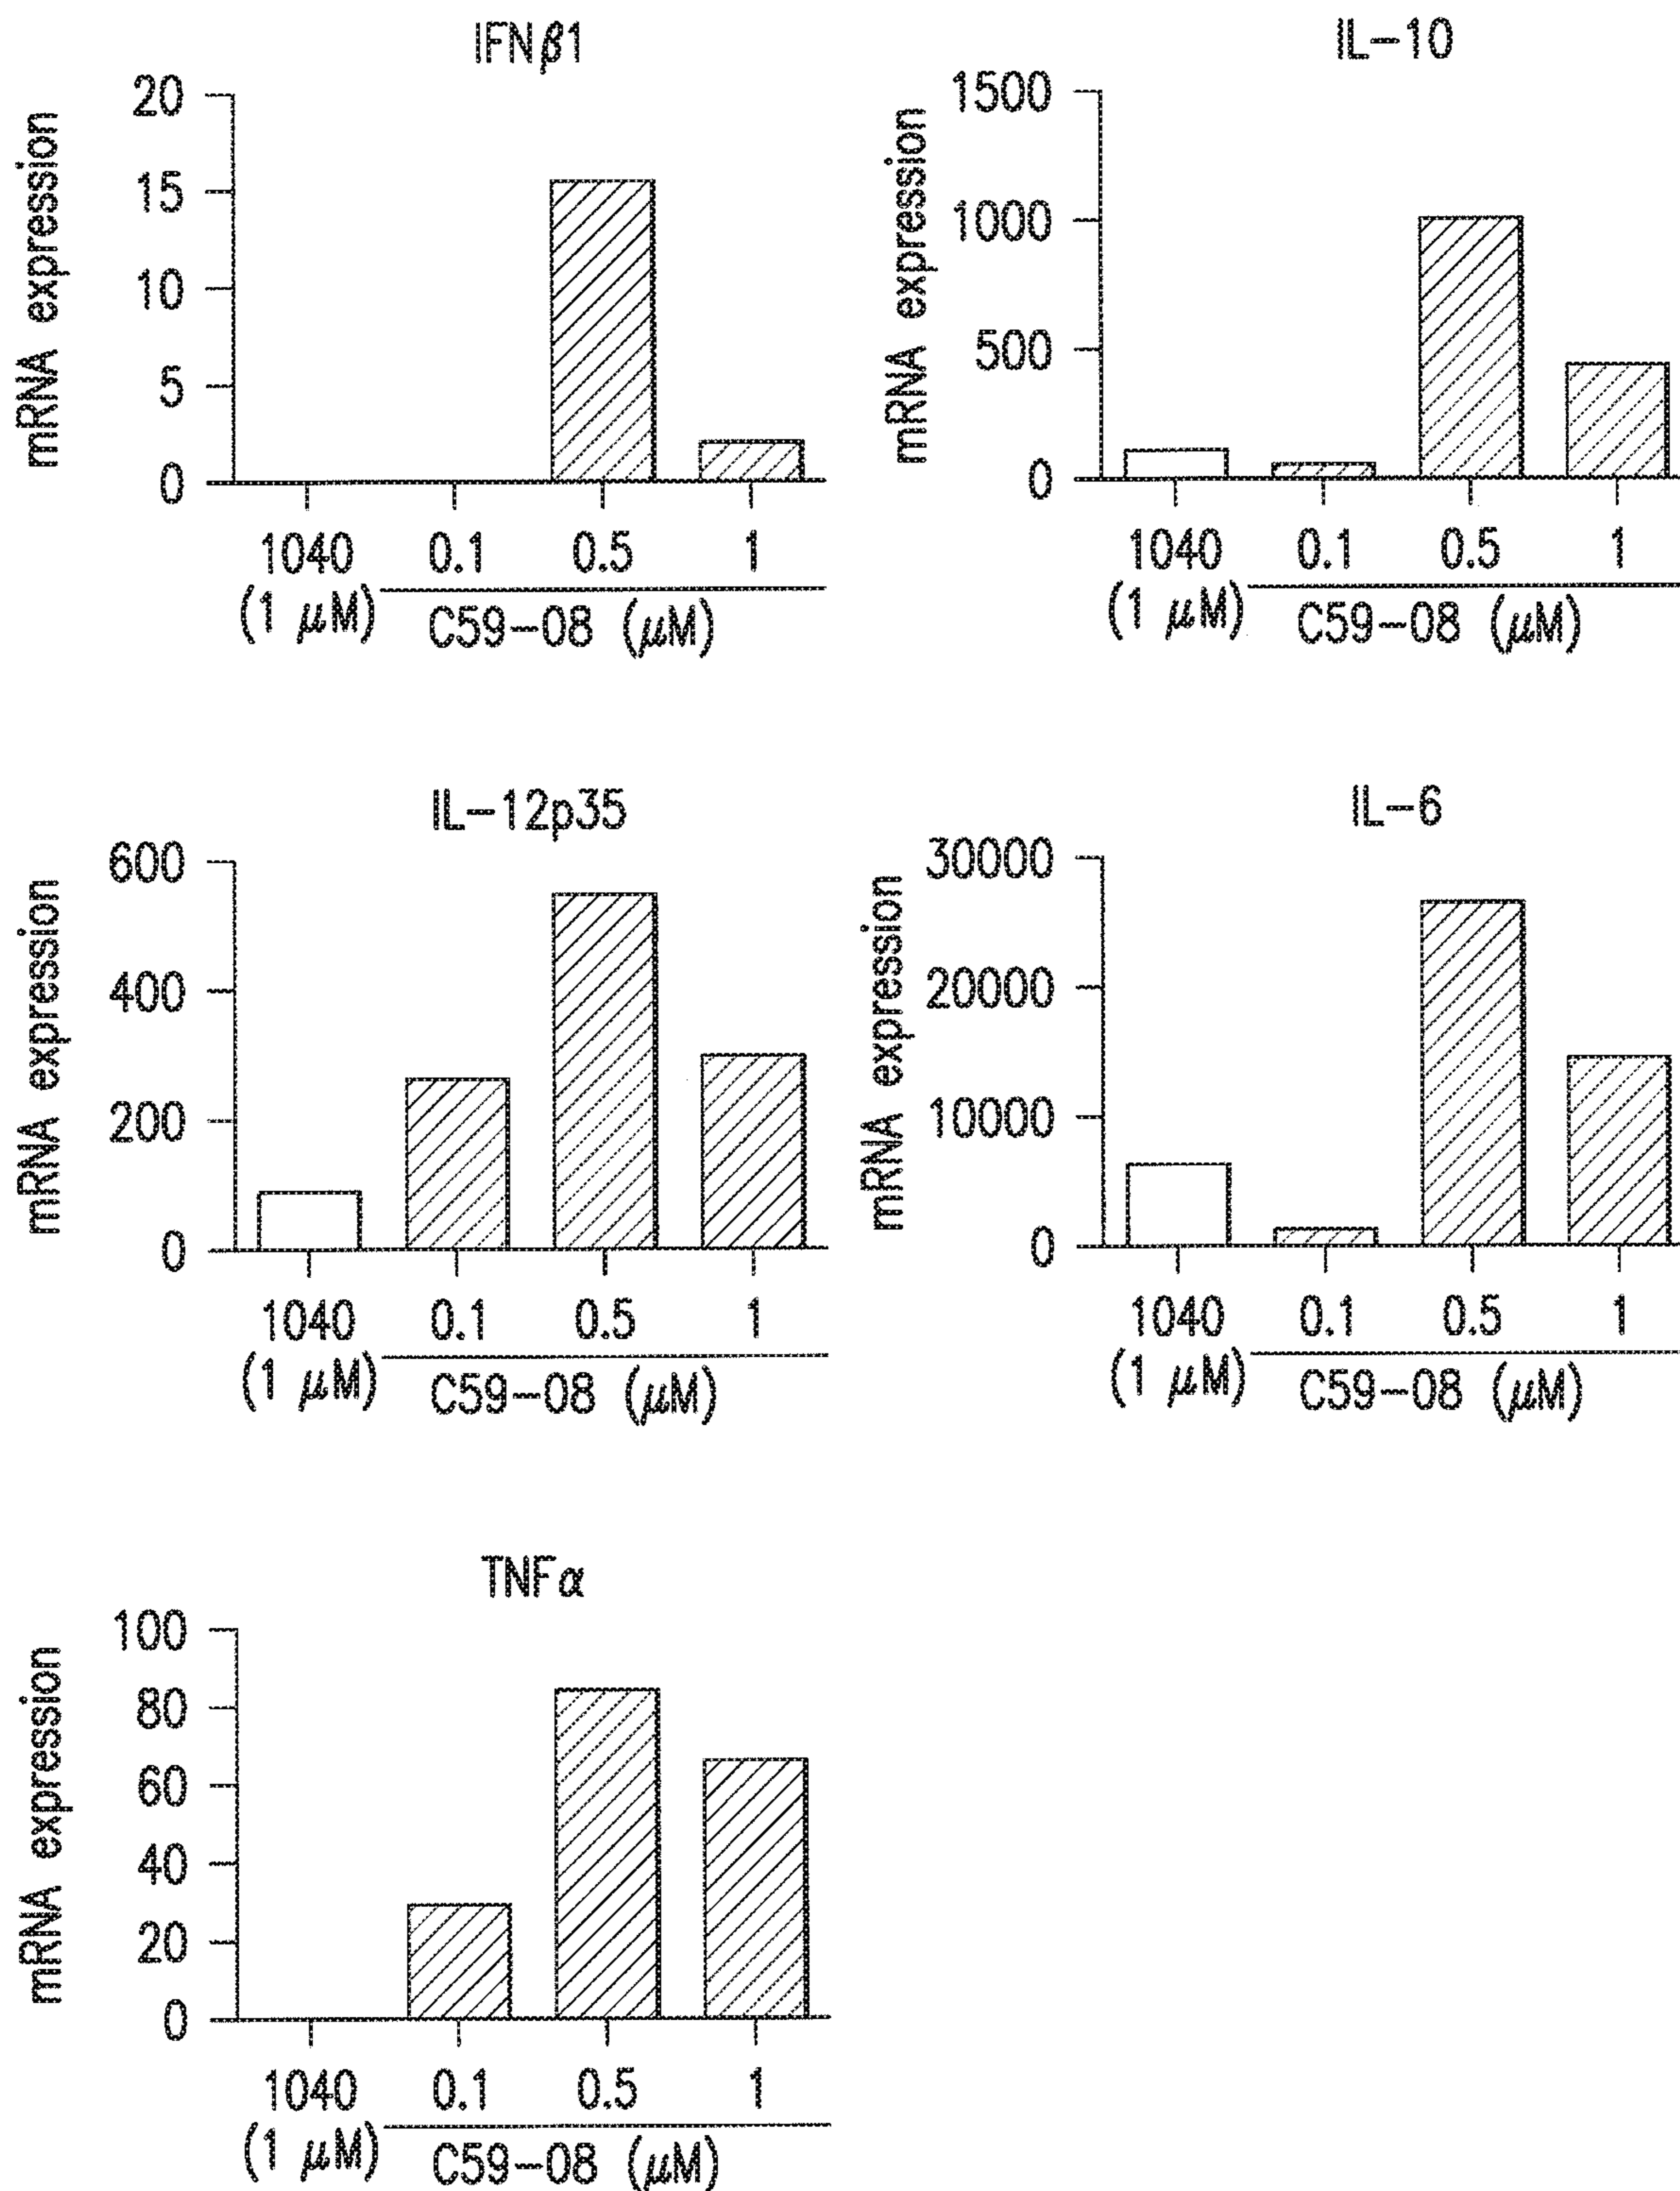 IFNβ1
mRNA expression
20
15
10
5
0
1040 0.1 0.5 1
(1 μM) C59-08 (μM)
IL-10
mRNA expression
1500
1000
500
0
1040 0.1 0.5 1
(1 μM) C59-08 (μM)
IL-12p35
mRNA expression
600
400
200
0
1040 0.1 0.5 1
(1 μM) C59-08 (μM)
IL-6
mRNA expression
30000
20000
10000
0
1040 0.1 0.5 1
(1 μM) C59-08 (μM)
TNFα
mRNA expression
100
80
60
40
20
0
1040 0.1 0.5 1
(1 μM) C59-08 (μM)